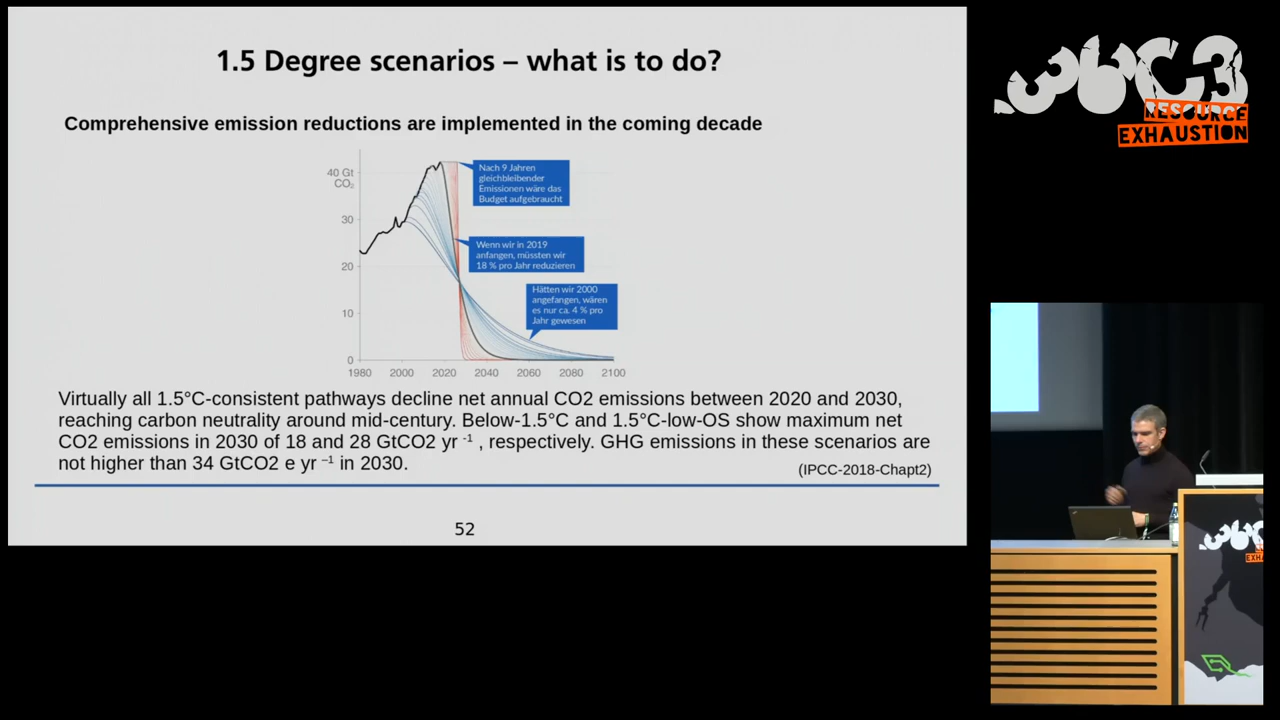 1.5 Degree scenarios – what is to do?
Comprehensive emission reductions are implemented in the coming decade
40 Gt
CO₂
30
20
10
0
1980
2000
2020
2040
2060
2080
2100
Nach 9 Jahren
gleichbleibender
Emissionen wäre das
Budget aufgebraucht
Wenn wir in 2019
anfangen, müssten wir
18 % pro Jahr reduzieren
Hätten wir 2000
angefangen, wären
es nur ca. 4 % pro
Jahr gewesen
Virtually all 1.5°C-consistent pathways decline net annual CO2 emissions between 2020 and 2030,
reaching carbon neutrality around mid-century. Below-1.5°C and 1.5°C-low-OS show maximum net
CO2 emissions in 2030 of 18 and 28 GtCO2 yr ⁻¹ , respectively. GHG emissions in these scenarios are
not higher than 34 GtCO2 e yr ⁻¹ in 2030.
(IPCC-2018-Chapt2)
52
36C3
RESOURCE
EXHAUSTION